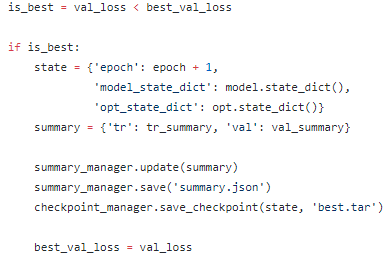 is_best = val_loss < best_val_loss
if is_best:
    state = {'epoch': epoch + 1,
             'model_state_dict': model.state_dict(),
             'opt_state_dict': opt.state_dict()}
    summary = {'tr': tr_summary, 'val': val_summary}
    summary_manager.update(summary)
    summary_manager.save('summary.json')
    checkpoint_manager.save_checkpoint(state, 'best.tar')
    best_val_loss = val_loss